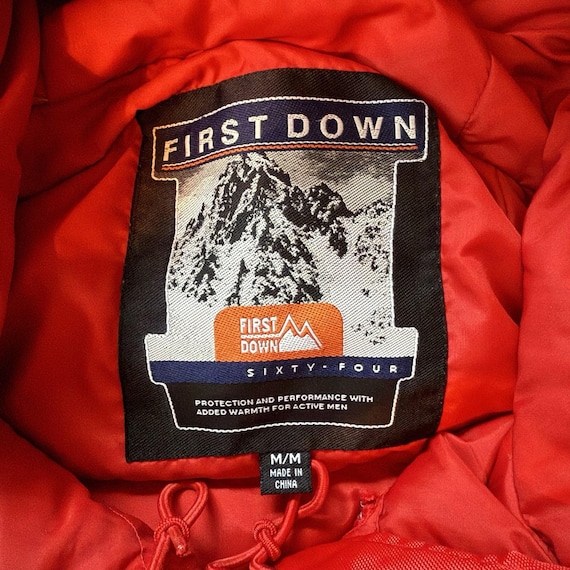 FIRST DOWN
FIRST
DOWN
SIXTY-FOUR
PROTECTION AND PERFORMANCE WITH
ADDED WARMTH FOR ACTIVE MEN
M/M
MADE IN
CHINA